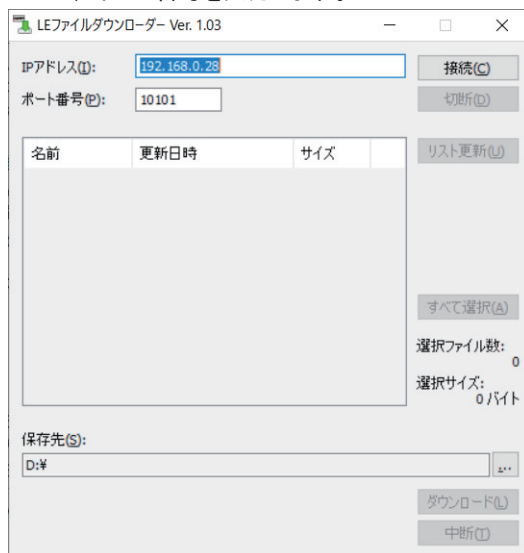 LEファイルダウンローダー Ver. 1.03
IPアドレス(I):
192.168.0.28
接続(C)
ポート番号(P):
10101
切断(D)
名前 更新日時 サイズ
リスト更新(U)
すべて選択(A)
選択ファイル数:
0
選択サイズ:
0 バイト
保存先(S):
D:¥
...
ダウンロード(L)
中断(T)